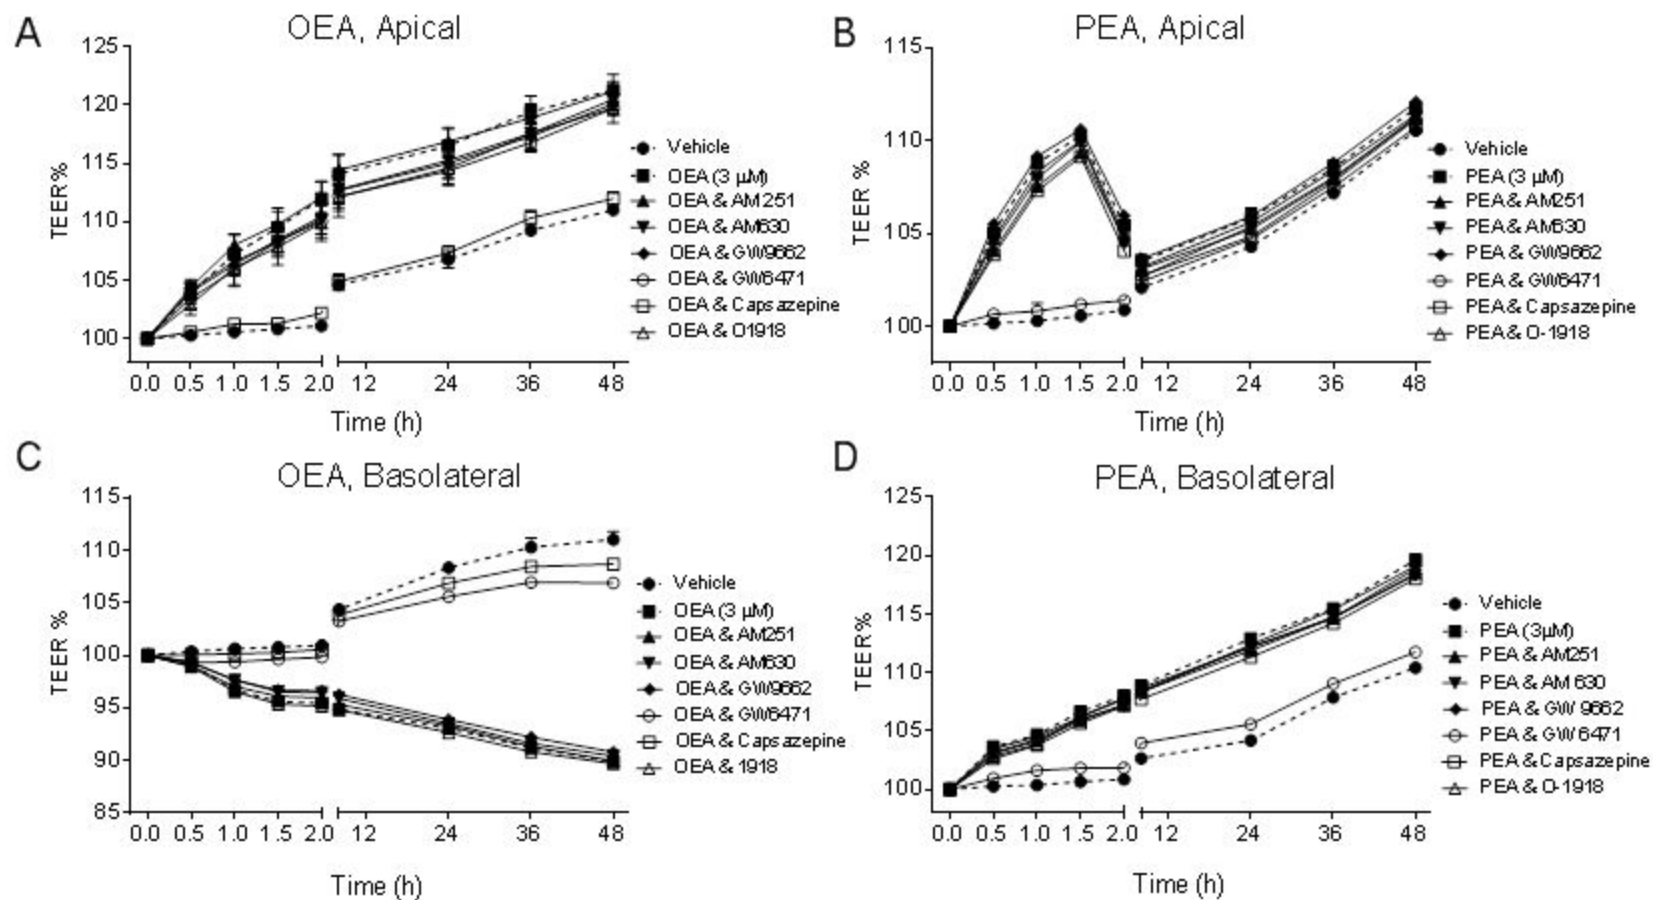 A
OEA, Apical
125
120
115
110
105
100
TEER %
0.0 0.5 1.0 1.5 2.0 12 24 36 48
Time (h)
Vehicle
OEA (3 µM)
OEA & AM251
OEA & AM630
OEA & GW9662
OEA & GW6471
OEA & Capsazepine
OEA & O1918
B
PEA, Apical
115
110
105
100
TEER %
0.0 0.5 1.0 1.5 2.0 12 24 36 48
Time (h)
Vehicle
PEA (3 µM)
PEA & AM251
PEA & AM630
PEA & GW9662
PEA & GW6471
PEA & Capsazepine
PEA & O-1918
C
OEA, Basolateral
115
110
105
100
95
90
85
TEER %
0.0 0.5 1.0 1.5 2.0 12 24 36 48
Time (h)
Vehicle
OEA (3 µM)
OEA & AM251
OEA & AM630
OEA & GW9662
OEA & GW6471
OEA & Capsazepine
OEA & 1918
D
PEA, Basolateral
125
120
115
110
105
100
TEER %
0.0 0.5 1.0 1.5 2.0 12 24 36 48
Time (h)
Vehicle
PEA (3µM)
PEA & AM251
PEA & AM 630
PEA & GW 9662
PEA & GW 6471
PEA & Capsazepine
PEA & O-1918